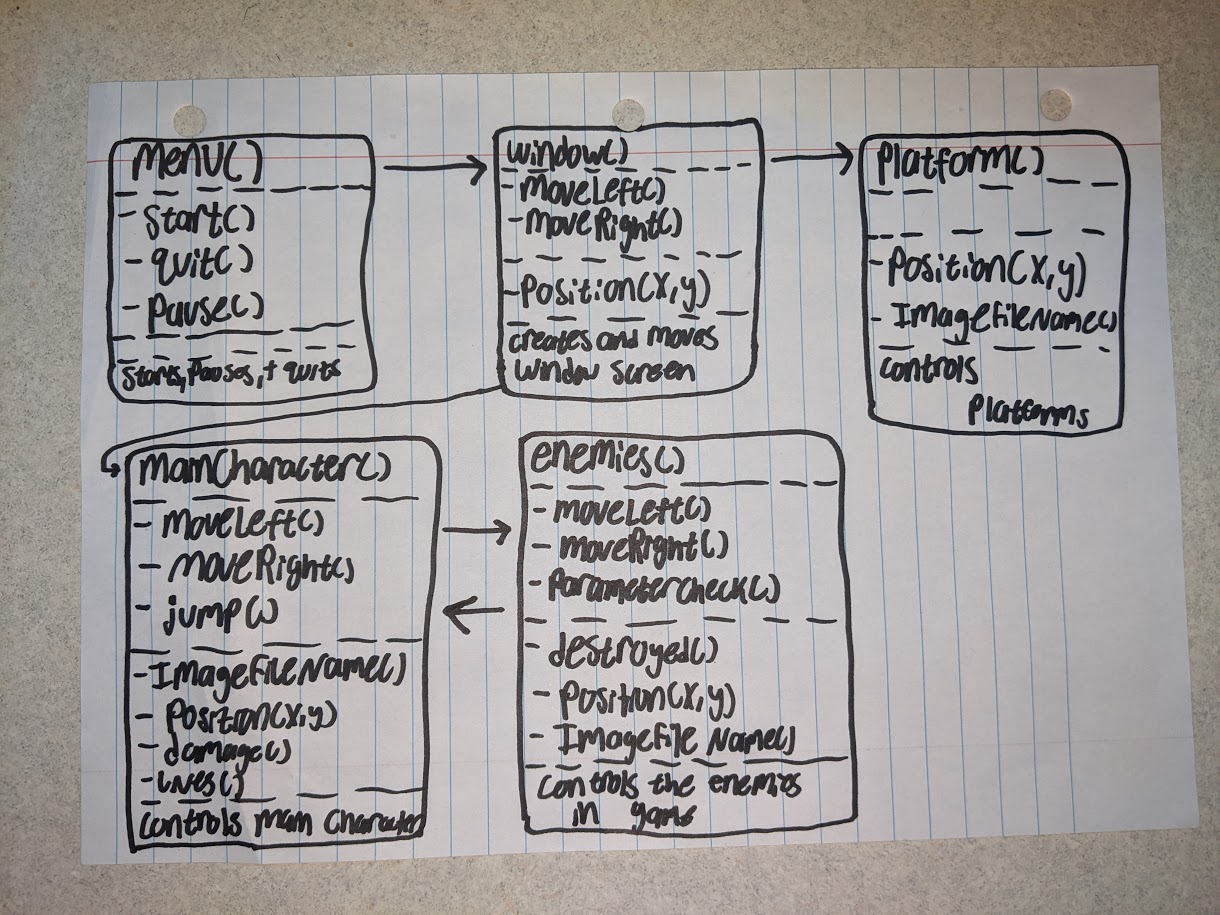 Menu()
- Start()
- quit()
- Pause()
Starts, Pauses, + quits
window()
- MoveLeft()
- MoveRight()
- Position(X,y)
creates and moves
window screen
Platform()
- Position(X,y)
- ImageFileName()
controls
Platforms
mainCharacter()
- moveLeft()
- moveRight()
- jump()
- ImageFileName()
- Position(X,y)
- damage()
- Lives()
controls main character
enemies()
- moveLeft()
- moveRight()
- ParameterCheck()
- destroyed()
- Position(X,y)
- ImageFile Name()
controls the enemies
in game